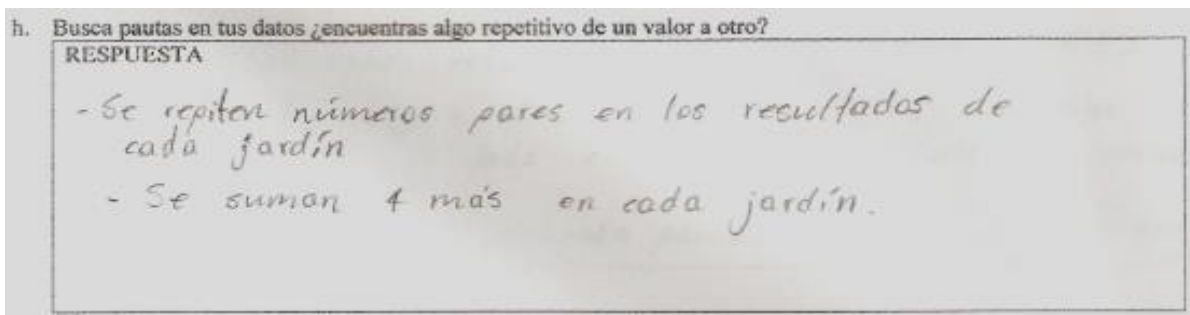 h. Busca pautas en tus datos ¿encuentras algo repetitivo de un valor a otro?
RESPUESTA
- Se repiten números pares en los resultados de
cada jardín
- Se suman 4 más en cada jardín.